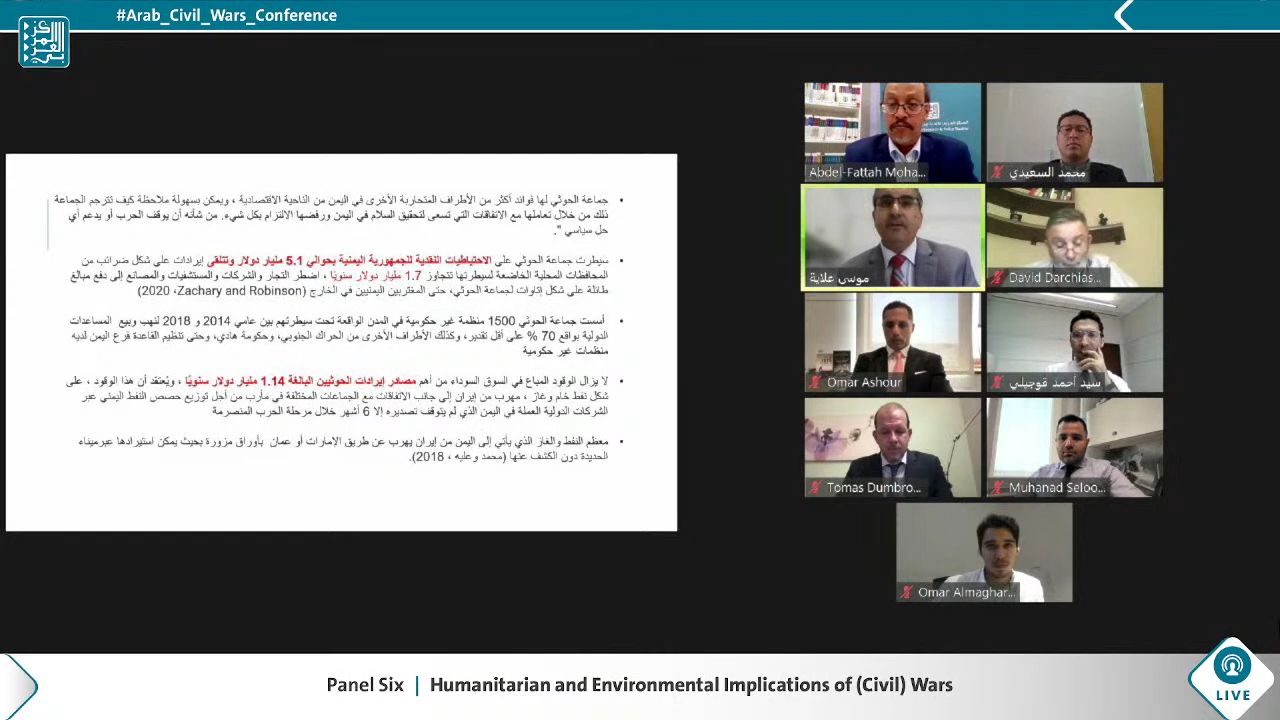 #Arab_Civil_Wars_Conference
المركز العربي
جماعة الحوثي لها فوائد أكثر من الأطراف المتحاربة الأخرى في اليمن من الناحية الاقتصادية ، ويمكن بسهولة ملاحظة كيف تترجم الجماعة
ذلك من خلال تعاملها مع الاتفاقات التي تسعى لتحقيق السلام في اليمن ورفضها الالتزام بكل شيء. من شأنه أن يوقف الحرب أو يدعم أي
حل سياسي ".
سيطرت جماعة الحوثي على الاحتياطيات النقدية للجمهورية اليمنية بحوالي 5.1 مليار دولار وتتلقى إيرادات على شكل ضرائب من
المحافظات المحلية الخاضعة لسيطرتها تتجاوز 1.7 مليار دولار سنويًا ، اضطر التجار والشركات والمستشفيات والمصانع إلى دفع مبالغ
طائلة على شكل إتاوات لجماعة الحوثي، حتى المغتربين اليمنيين في الخارج (Zachary and Robinson، 2020)
أسست جماعة الحوثي 1500 منظمة غير حكومية في المدن الواقعة تحت سيطرتهم بين عامي 2014 و 2018 لنهب وبيع المساعدات
الدولية بواقع 70 % على أقل تقدير، وكذلك الأطراف الأخرى من الحراك الجنوبي، وحكومة هادي، وحتى تنظيم القاعدة فرع اليمن لديه
منظمات غير حكومية
لا يزال الوقود المباع في السوق السوداء من أهم مصادر إيرادات الحوثيين البالغة 1.14 مليار دولار سنويًا ، ويُعتقد أن هذا الوقود ، على
شكل نفط خام وغاز ، مهرب من إيران إلى جانب الاتفاقات مع الجماعات المختلفة في مأرب من أجل توزيع حصص النفط اليمني عبر
الشركات الدولية العملة في اليمن الذي لم يتوقف تصديره إلا 6 أشهر خلال مرحلة الحرب المنصرمة
معظم النفط والغاز الذي يأتي إلى اليمن من إيران يهرب عن طريق الإمارات أو عمان بأوراق مزورة بحيث يمكن استيرادها عبر ميناء
الحديدة دون الكشف عنها (محمد وعليه ، 2018).
Abdel-Fattah Moha...
محمد السعيدي
موسى علاية
David Darchias...
Omar Ashour
سيد أحمد قوجيلي
Tomas Dumbro...
Muhanad Seloo...
Omar Almaghar...
Panel Six | Humanitarian and Environmental Implications of (Civil) Wars
LIVE